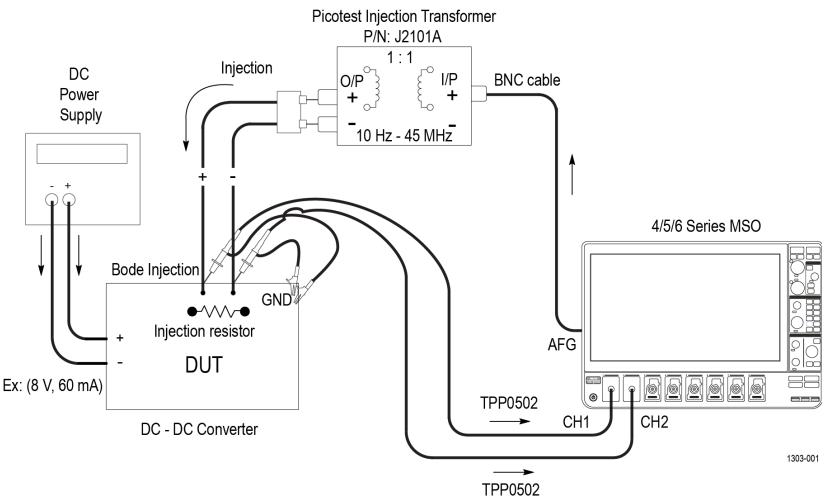 Picotest Injection Transformer
P/N: J2101A
1 : 1
O/P
I/P
+
+
-
-
10 Hz - 45 MHz
Injection
BNC cable
DC
Power
Supply
- +
+ -
4/5/6 Series MSO
Bode Injection
GND
Injection resistor
DUT
+
-
Ex: (8 V, 60 mA)
DC - DC Converter
AFG
TPP0502
CH1
CH2
TPP0502
1303-001